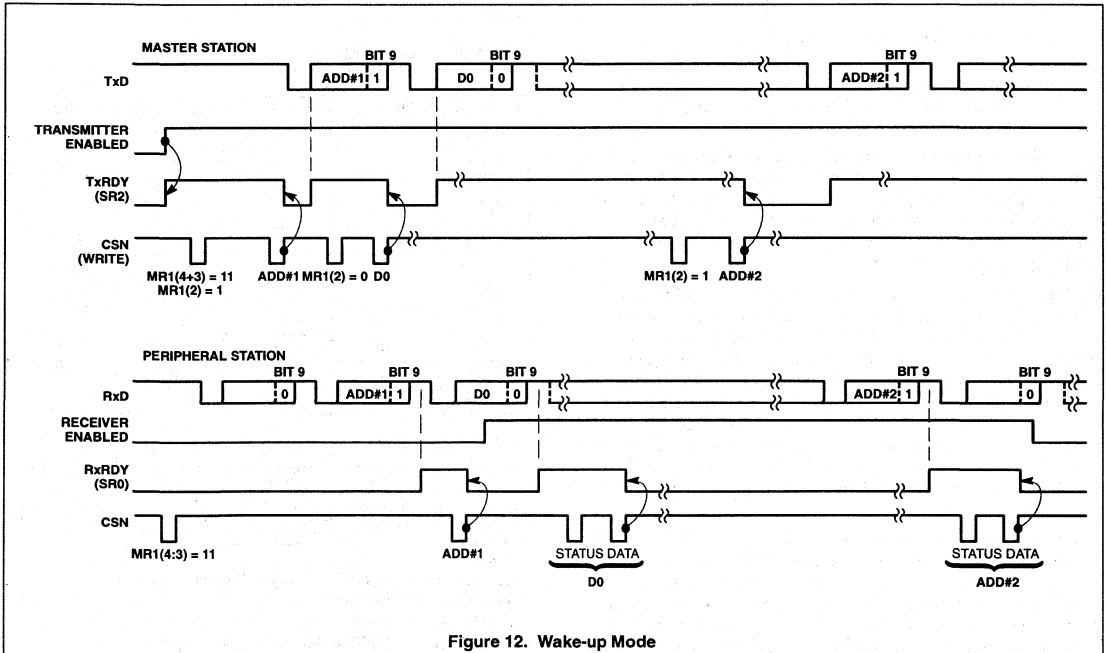 MASTER STATION
BIT 9 BIT 9 BIT 9
TxD ADD#1 1 D0 0 ADD#2 1
TRANSMITTER
ENABLED
TxRDY
(SR2)
CSN
(WRITE)
MR1(4+3) = 11 ADD#1 MR1(2) = 0 D0 MR1(2) = 1 ADD#2
MR1(2) = 1
PERIPHERAL STATION
BIT 9 BIT 9 BIT 9 BIT 9 BIT 9
RxD 0 ADD#1 1 D0 0 ADD#2 1 0
RECEIVER
ENABLED
RxRDY
(SR0)
CSN
MR1(4:3) = 11 ADD#1 STATUS DATA STATUS DATA
D0 ADD#2
Figure 12. Wake-up Mode